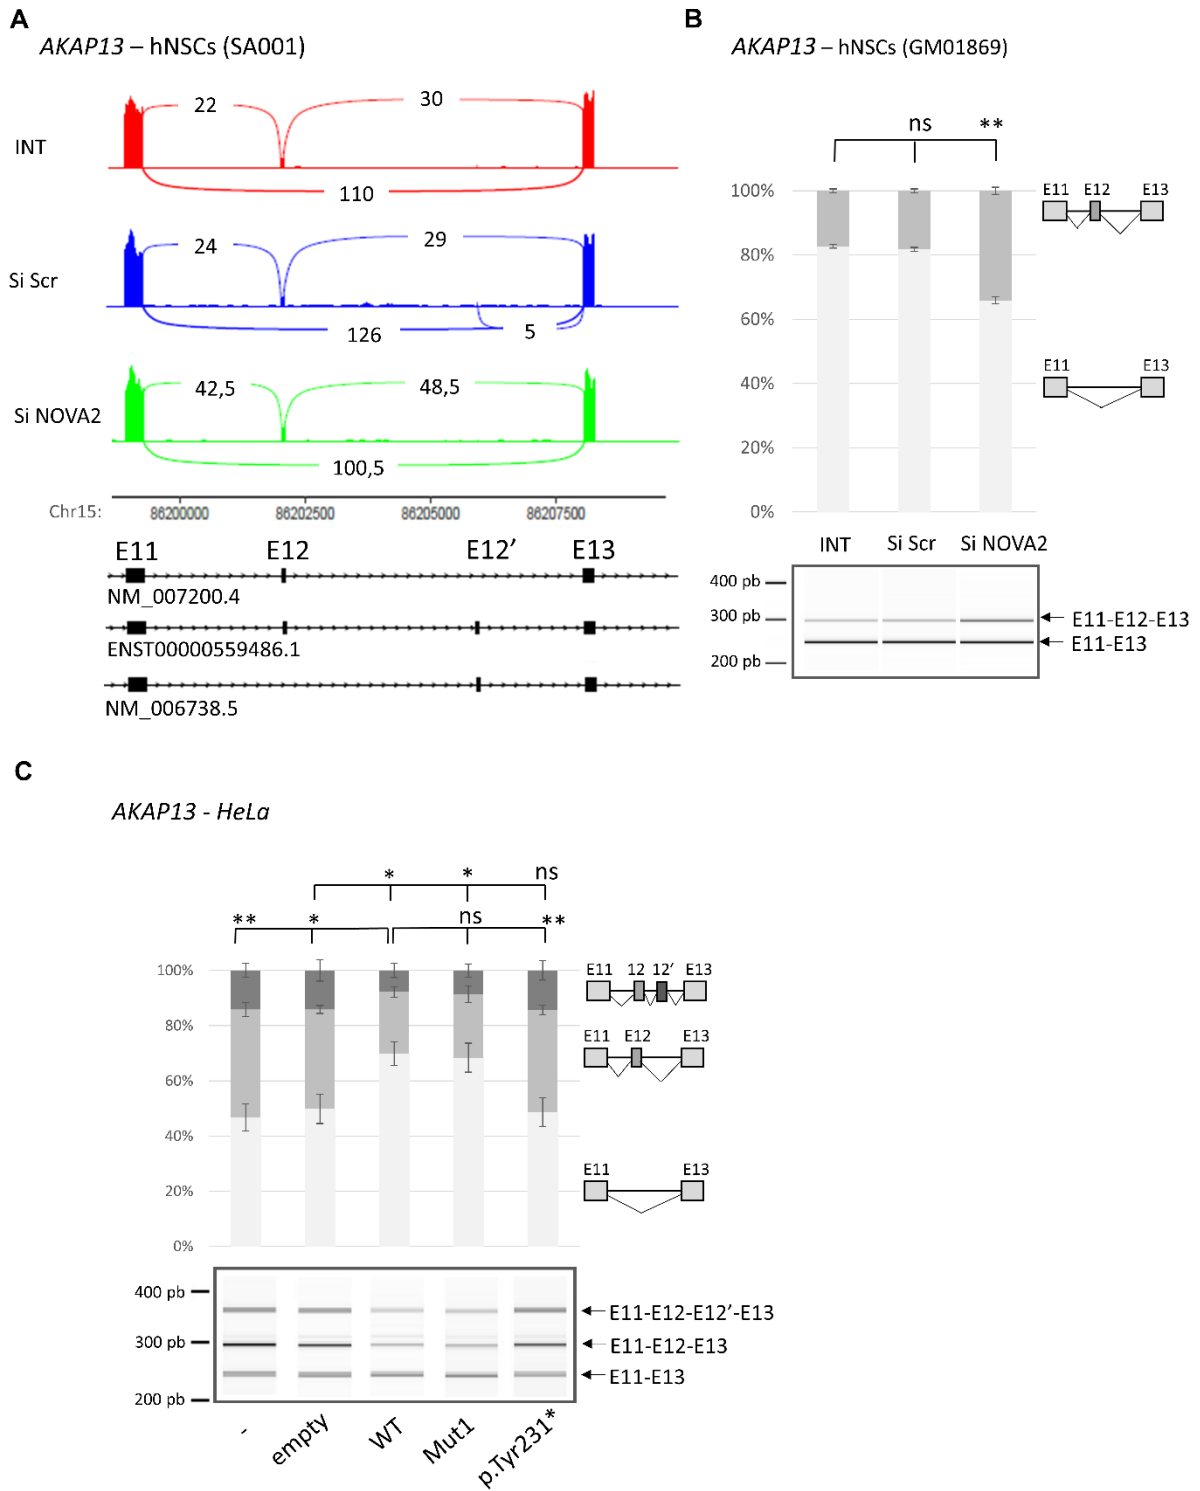 A
AKAP13 – hNSCs (SA001)
INT
22
30
110
Si Scr
24
29
126
5
Si NOVA2
42,5
48,5
100,5
Chr15:
86200000
86202500
86205000
86207500
E11
E12
E12′
E13
NM_007200.4
ENST00000559486.1
NM_006738.5
B
AKAP13 – hNSCs (GM01869)
ns
**
100%
80%
60%
40%
20%
0%
E11 E12 E13
E11 E13
INT
Si Scr
Si NOVA2
400 pb
300 pb
200 pb
E11-E12-E13
E11-E13
C
AKAP13 - HeLa
* * ns
** * ns **
100%
80%
60%
40%
20%
0%
E11 12 12′ E13
E11 E12 E13
E11 E13
400 pb
300 pb
200 pb
E11-E12-E12′-E13
E11-E12-E13
E11-E13
-
empty
WT
Mut1
p.Tyr231*